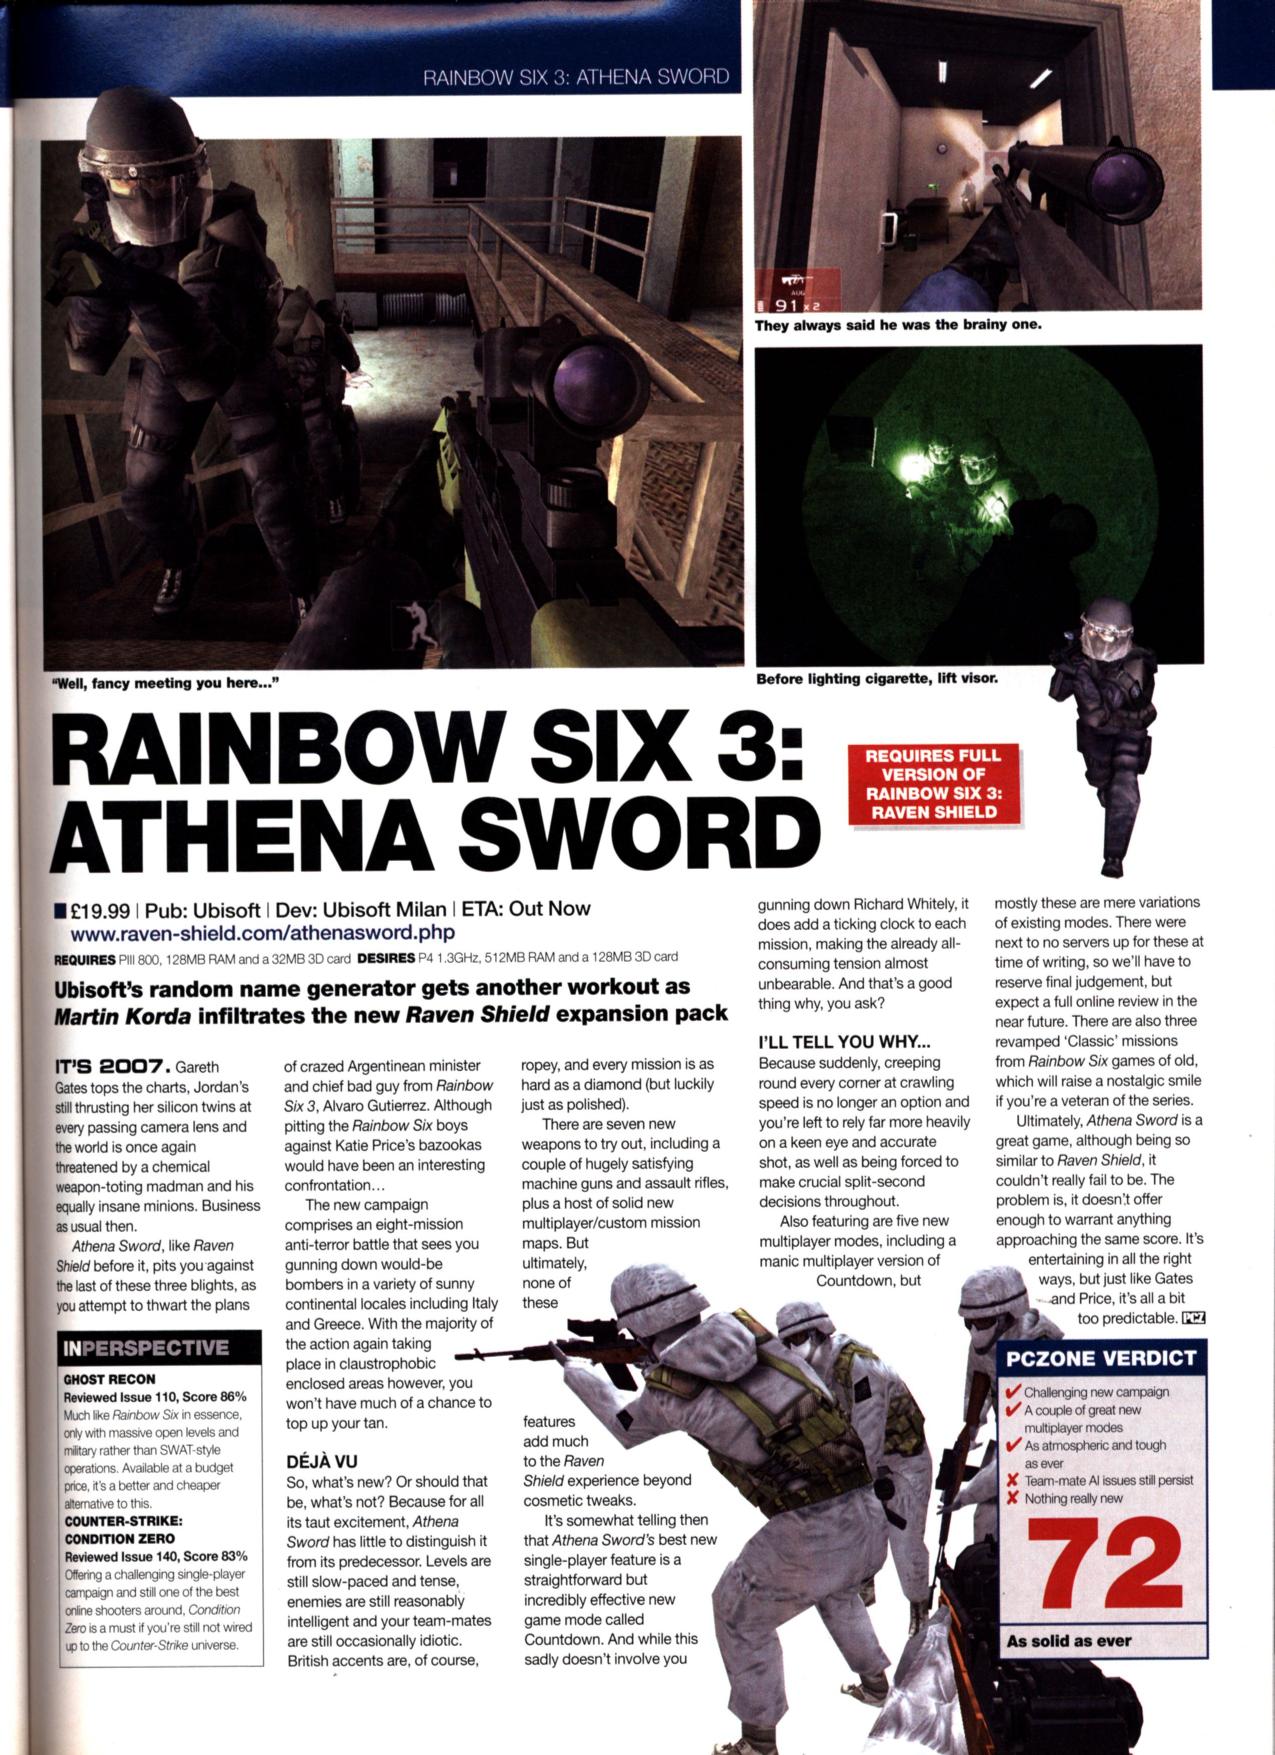 RAINBOW SIX 3: ATHENA SWORD
AUG
91 x 2
They always said he was the brainy one.
"Well, fancy meeting you here..."
Before lighting cigarette, lift visor.
RAINBOW SIX 3:
ATHENA SWORD
REQUIRES FULL
VERSION OF
RAINBOW SIX 3:
RAVEN SHIELD
£19.99 | Pub: Ubisoft | Dev: Ubisoft Milan | ETA: Out Now
www.raven-shield.com/athenasword.php
REQUIRES PIII 800, 128MB RAM and a 32MB 3D card DESIRES P4 1.3GHz, 512MB RAM and a 128MB 3D card
Ubisoft's random name generator gets another workout as
Martin Korda infiltrates the new Raven Shield expansion pack
IT'S 2007. Gareth
Gates tops the charts, Jordan's
still thrusting her silicon twins at
every passing camera lens and
the world is once again
threatened by a chemical
weapon-toting madman and his
equally insane minions. Business
as usual then.
Athena Sword, like Raven
Shield before it, pits you against
the last of these three blights, as
you attempt to thwart the plans
of crazed Argentinean minister
and chief bad guy from Rainbow
Six 3, Alvaro Gutierrez. Although
pitting the Rainbow Six boys
against Katie Price's bazookas
would have been an interesting
confrontation...
The new campaign
comprises an eight-mission
anti-terror battle that sees you
gunning down would-be
bombers in a variety of sunny
continental locales including Italy
and Greece. With the majority of
the action again taking
place in claustrophobic
enclosed areas however, you
won't have much of a chance to
top up your tan.
DÉJÀ VU
So, what's new? Or should that
be, what's not? Because for all
its taut excitement, Athena
Sword has little to distinguish it
from its predecessor. Levels are
still slow-paced and tense,
enemies are still reasonably
intelligent and your team-mates
are still occasionally idiotic.
British accents are, of course,
ropey, and every mission is as
hard as a diamond (but luckily
just as polished).
There are seven new
weapons to try out, including a
couple of hugely satisfying
machine guns and assault rifles,
plus a host of solid new
multiplayer/custom mission
maps. But
ultimately,
none of
these
features
add much
to the Raven
Shield experience beyond
cosmetic tweaks.
It's somewhat telling then
that Athena Sword's best new
single-player feature is a
straightforward but
incredibly effective new
game mode called
Countdown. And while this
sadly doesn't involve you
gunning down Richard Whitely, it
does add a ticking clock to each
mission, making the already all-
consuming tension almost
unbearable. And that's a good
thing why, you ask?
I'LL TELL YOU WHY...
Because suddenly, creeping
round every corner at crawling
speed is no longer an option and
you're left to rely far more heavily
on a keen eye and accurate
shot, as well as being forced to
make crucial split-second
decisions throughout.
Also featuring are five new
multiplayer modes, including a
manic multiplayer version of
Countdown, but
mostly these are mere variations
of existing modes. There were
next to no servers up for these at
time of writing, so we'll have to
reserve final judgement, but
expect a full online review in the
near future. There are also three
revamped 'Classic' missions
from Rainbow Six games of old,
which will raise a nostalgic smile
if you're a veteran of the series.
Ultimately, Athena Sword is a
great game, although being so
similar to Raven Shield, it
couldn't really fail to be. The
problem is, it doesn't offer
enough to warrant anything
approaching the same score. It's
entertaining in all the right
ways, but just like Gates
and Price, it's all a bit
too predictable. PCZ
INPERSPECTIVE
GHOST RECON
Reviewed Issue 110, Score 86%
Much like Rainbow Six in essence,
only with massive open levels and
military rather than SWAT-style
operations. Available at a budget
price, it's a better and cheaper
alternative to this.
COUNTER-STRIKE:
CONDITION ZERO
Reviewed Issue 140, Score 83%
Offering a challenging single-player
campaign and still one of the best
online shooters around, Condition
Zero is a must if you're still not wired
up to the Counter-Strike universe.
PCZONE VERDICT
✓ Challenging new campaign
✓ A couple of great new
multiplayer modes
✓ As atmospheric and tough
as ever
✗ Team-mate AI issues still persist
✗ Nothing really new
72
As solid as ever